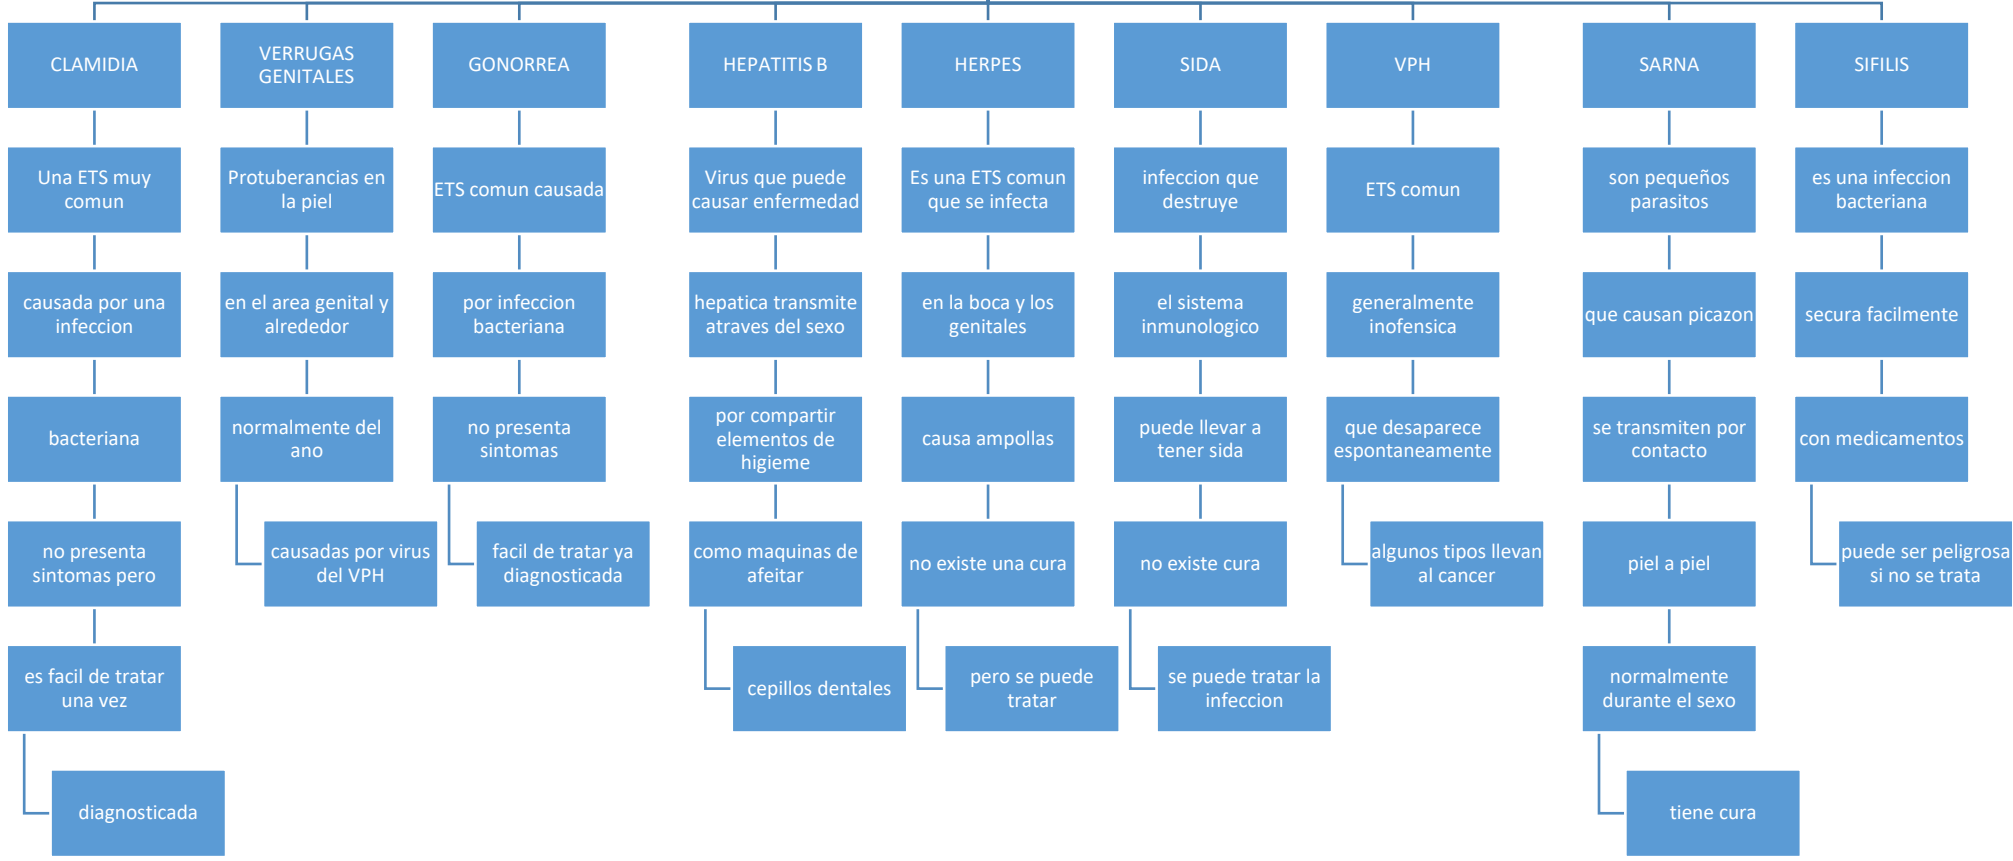 CLAMIDIA
Una ETS muy
comun
causada por una
infeccion
bacteriana
no presenta
sintomas pero
es facil de tratar
una vez
diagnosticada
VERRUGAS
GENITALES
Protuberancias en
la piel
en el area genital y
alrededor
normalmente del
ano
causadas por virus
del VPH
GONORREA
ETS comun causada
por infeccion
bacteriana
no presenta
sintomas
facil de tratar ya
diagnosticada
HEPATITIS B
Virus que puede
causar enfermedad
hepatica transmite
atraves del sexo
por compartir
elementos de
higieme
como maquinas de
afeitar
cepillos dentales
HERPES
Es una ETS comun
que se infecta
en la boca y los
genitales
causa ampollas
no existe una cura
pero se puede
tratar
SIDA
infeccion que
destruye
el sistema
inmunologico
puede llevar a
tener sida
no existe cura
se puede tratar la
infeccion
VPH
ETS comun
generalmente
inofensica
que desaparece
espontaneamente
algunos tipos llevan
al cancer
SARNA
son pequeños
parasitos
que causan picazon
se transmiten por
contacto
piel a piel
normalmente
durante el sexo
tiene cura
SIFILIS
es una infeccion
bacteriana
secura facilmente
con medicamentos
puede ser peligrosa
si no se trata